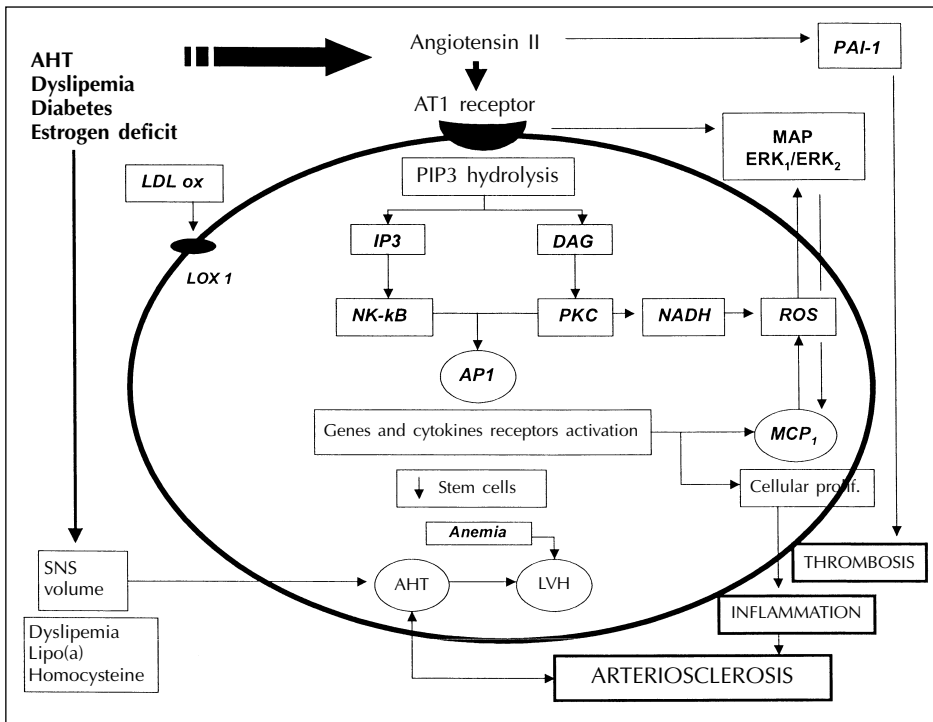 AHT
Dyslipemia
Diabetes
Estrogen deficit
Angiotensin II
PAI-1
AT1 receptor
MAP
ERK1/ERK2
LDL ox
PIP3 hydrolysis
IP3
DAG
LOX 1
NK-kB
PKC
NADH
ROS
AP1
Genes and cytokines receptors activation
MCP1
Stem cells
Cellular prolif.
Anemia
SNS
volume
AHT
LVH
THROMBOSIS
INFLAMMATION
Dyslipemia
Lipo(a)
Homocysteine
ARTERIOSCLEROSIS